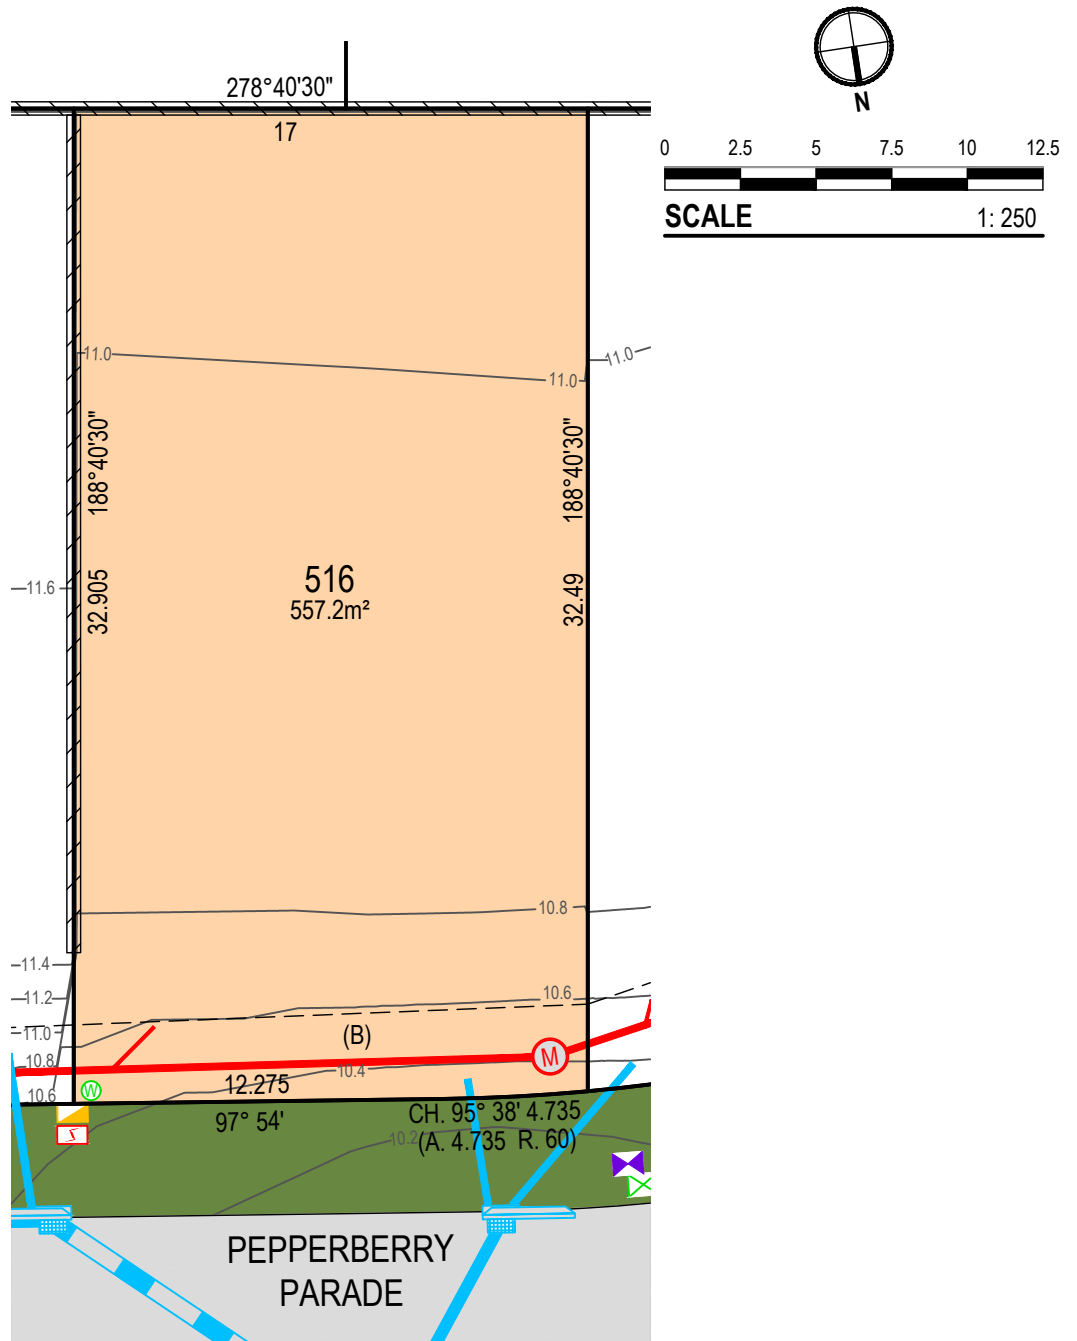 278°40'30"
17
N
0 2.5 5 7.5 10 12.5
SCALE 1: 250
11.0
11.0
11.0
188°40'30"
32.905
188°40'30"
32.49
11.6
516
557.2m²
10.8
11.4
11.2
11.0
10.8
10.6
10.6
(B)
M
10.4
W
12.275
97° 54'
CH. 95° 38' 4.735
(A. 4.735 R. 60)
10.2
PEPPERBERRY
PARADE